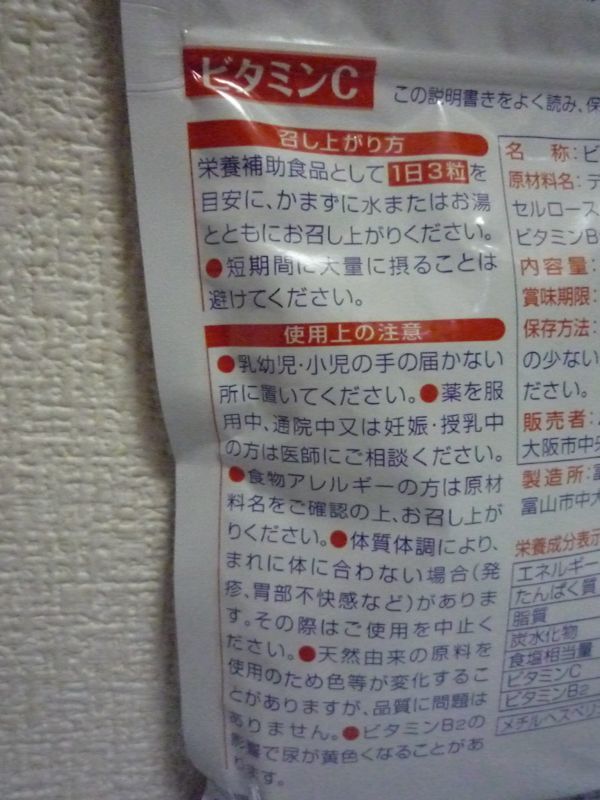 ビタミンC
この説明書きをよく読み、保
召し上がり方
栄養補助食品として1日3粒を
目安に、かまずに水またはお湯
とともにお召し上がりください。
●短期間に大量に摂ることは
避けてください。
使用上の注意
●乳幼児・小児の手の届かない
所に置いてください。●薬を服
用中、通院中又は妊娠・授乳中
の方は医師にご相談ください。
●食物アレルギーの方は原材
料名をご確認の上、お召し上が
りください。●体質体調により、
まれに体に合わない場合(発
疹、胃部不快感など)がありま
す。その際はご使用を中止く
ださい。●天然由来の原料を
使用のため色等が変化するこ
とがありますが、品質に問題は
ありません。●ビタミンB2の
影響で尿が黄色くなることがあ
ります。
名 称:ビ
原材料名:デ
セルロース
ビタミンB
内容量:
賞味期限:
保存方法:
の少ない
ださい。
販売者:
大阪市中央
製造所:富
富山市中大
栄養成分表示
エネルギー
たんぱく質
脂質
炭水化物
食塩相当量
ビタミンC
ビタミンB2
メチルヘスペリ